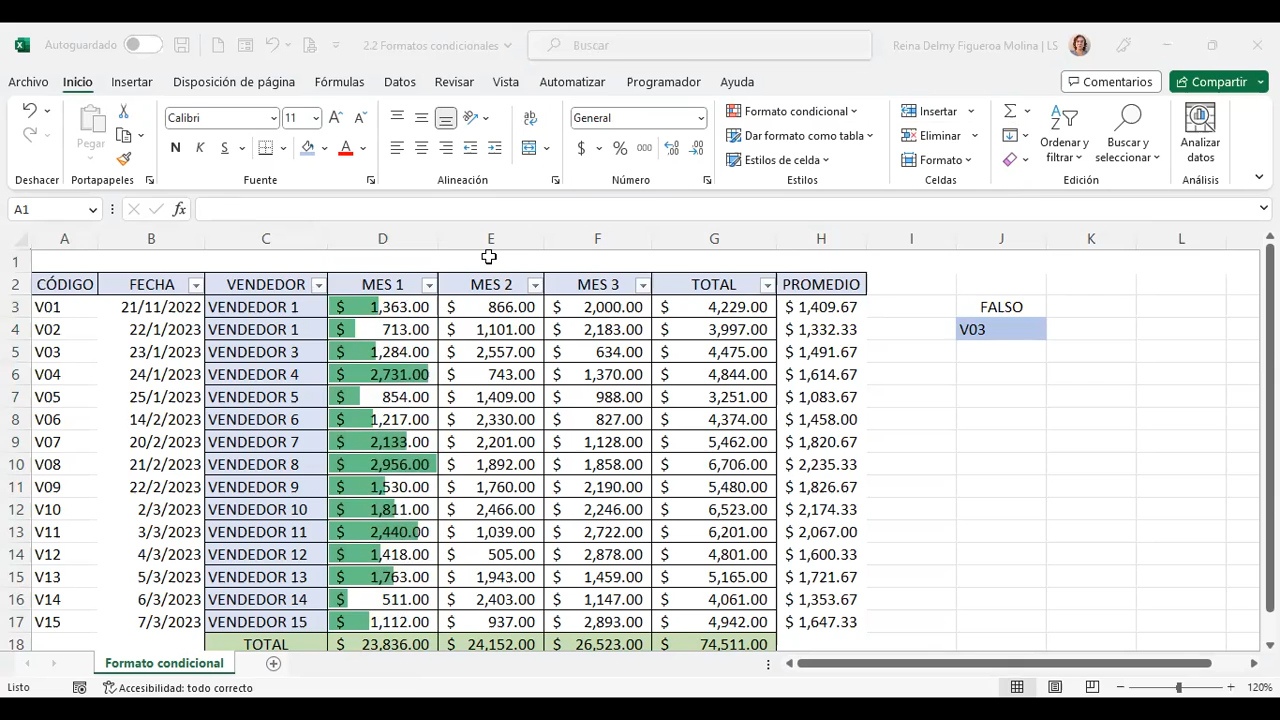 Autoguardado 2.2 Formatos condicionales Buscar Reina Delmy Figueroa Molina | LS
Archivo Inicio Insertar Disposición de página Fórmulas Datos Revisar Vista Automatizar Programador Ayuda Comentarios Compartir
Pegar
Calibri 11
N K S
General
$ % 000
Formato condicional
Dar formato como tabla
Estilos de celda
Insertar
Eliminar
Formato
Ordenar y filtrar
Buscar y seleccionar
Analizar datos
Deshacer Portapapeles Fuente Alineación Número Estilos Celdas Edición Análisis
A1 fx
A B C D E F G H I J K L
1
2 CÓDIGO FECHA VENDEDOR MES 1 MES 2 MES 3 TOTAL PROMEDIO
3 V01 21/11/2022 VENDEDOR 1 $ 1,363.00 $ 866.00 $ 2,000.00 $ 4,229.00 $ 1,409.67 FALSO
4 V02 22/1/2023 VENDEDOR 1 $ 713.00 $ 1,101.00 $ 2,183.00 $ 3,997.00 $ 1,332.33 V03
5 V03 23/1/2023 VENDEDOR 3 $ 1,284.00 $ 2,557.00 $ 634.00 $ 4,475.00 $ 1,491.67
6 V04 24/1/2023 VENDEDOR 4 $ 2,731.00 $ 743.00 $ 1,370.00 $ 4,844.00 $ 1,614.67
7 V05 25/1/2023 VENDEDOR 5 $ 854.00 $ 1,409.00 $ 988.00 $ 3,251.00 $ 1,083.67
8 V06 14/2/2023 VENDEDOR 6 $ 1,217.00 $ 2,330.00 $ 827.00 $ 4,374.00 $ 1,458.00
9 V07 20/2/2023 VENDEDOR 7 $ 2,133.00 $ 2,201.00 $ 1,128.00 $ 5,462.00 $ 1,820.67
10 V08 21/2/2023 VENDEDOR 8 $ 2,956.00 $ 1,892.00 $ 1,858.00 $ 6,706.00 $ 2,235.33
11 V09 22/2/2023 VENDEDOR 9 $ 1,530.00 $ 1,760.00 $ 2,190.00 $ 5,480.00 $ 1,826.67
12 V10 2/3/2023 VENDEDOR 10 $ 1,811.00 $ 2,466.00 $ 2,246.00 $ 6,523.00 $ 2,174.33
13 V11 3/3/2023 VENDEDOR 11 $ 2,440.00 $ 1,039.00 $ 2,722.00 $ 6,201.00 $ 2,067.00
14 V12 4/3/2023 VENDEDOR 12 $ 1,418.00 $ 505.00 $ 2,878.00 $ 4,801.00 $ 1,600.33
15 V13 5/3/2023 VENDEDOR 13 $ 1,763.00 $ 1,943.00 $ 1,459.00 $ 5,165.00 $ 1,721.67
16 V14 6/3/2023 VENDEDOR 14 $ 511.00 $ 2,403.00 $ 1,147.00 $ 4,061.00 $ 1,353.67
17 V15 7/3/2023 VENDEDOR 15 $ 1,112.00 $ 937.00 $ 2,893.00 $ 4,942.00 $ 1,647.33
18 TOTAL $ 23,836.00 $ 24,152.00 $ 26,523.00 $ 74,511.00
Formato condicional
Listo Accesibilidad: todo correcto 120%